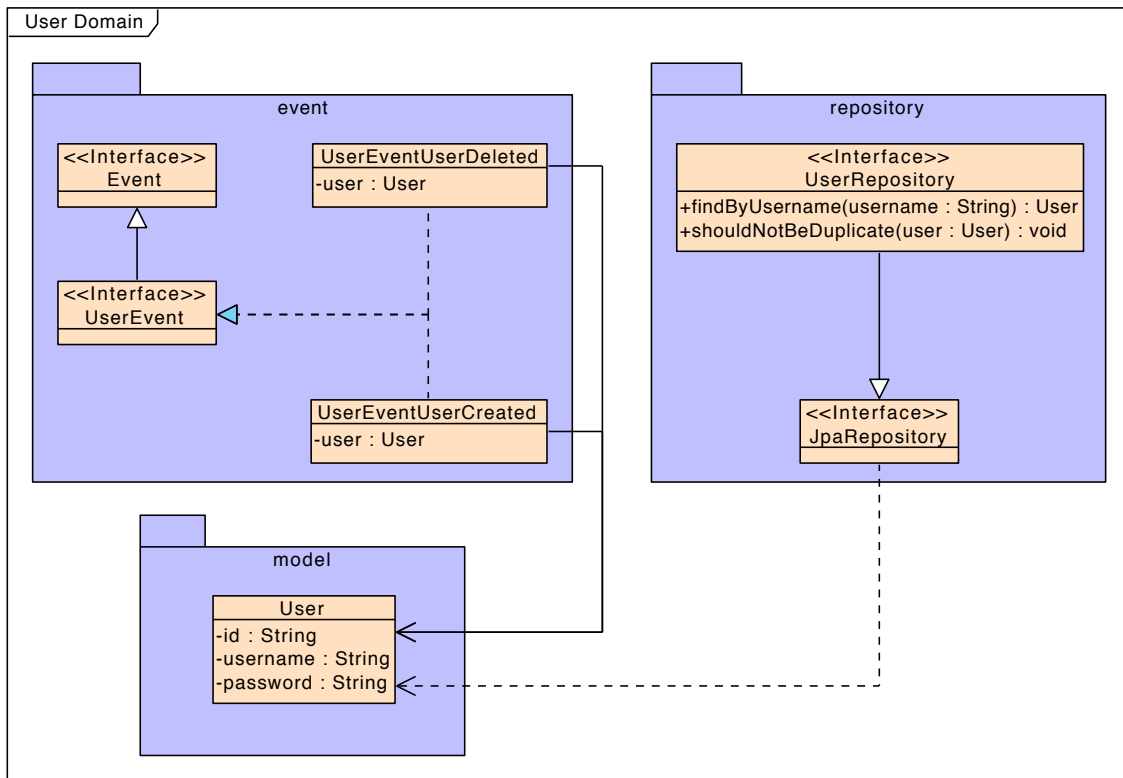 User Domain
event
<<Interface>>
Event
UserEventUserDeleted
-user : User
<<Interface>>
UserEvent
UserEventUserCreated
-user : User
repository
<<Interface>>
UserRepository
+findByUsername(username : String) : User
+shouldNotBeDuplicate(user : User) : void
<<Interface>>
JpaRepository
model
User
-id : String
-username : String
-password : String